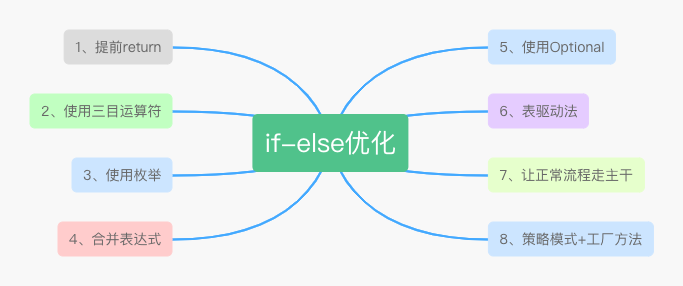 1、提前return
2、使用三目运算符
3、使用枚举
4、合并表达式
if-else优化
5、使用Optional
6、表驱动法
7、让正常流程走主干
8、策略模式+工厂方法